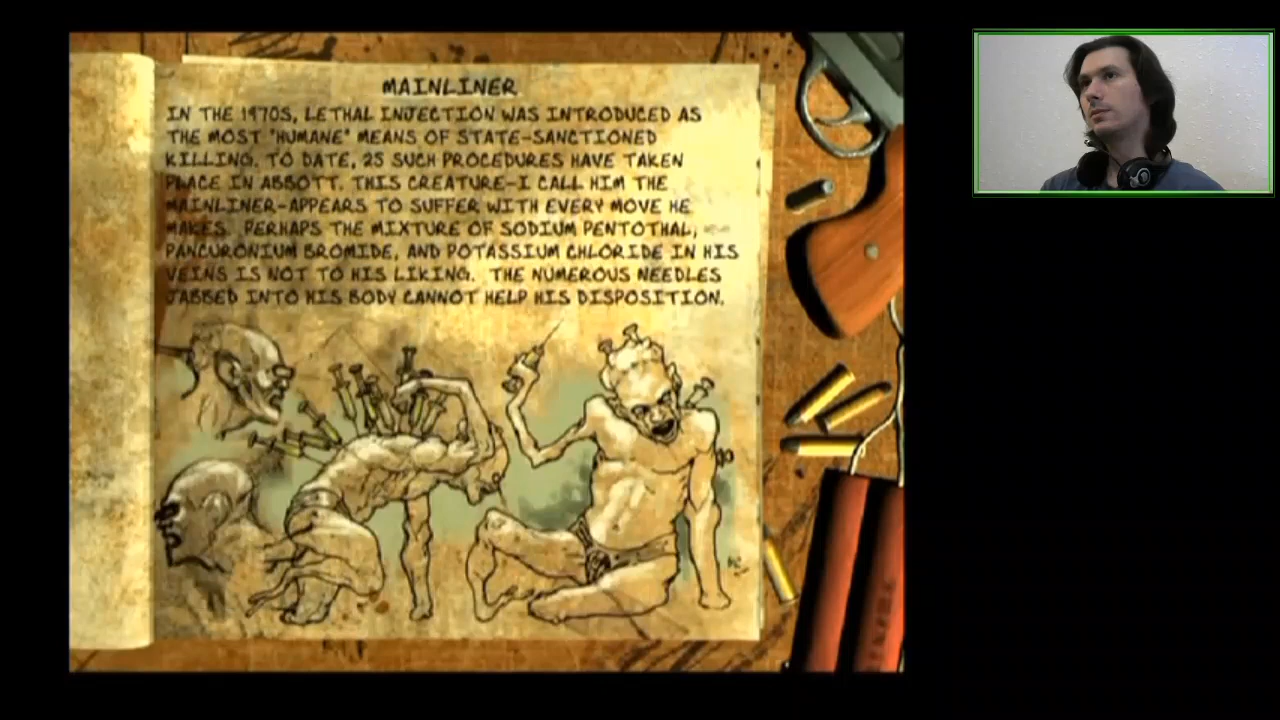 MAINLINER
IN THE 1970S, LETHAL INJECTION WAS INTRODUCED AS
THE MOST "HUMANE" MEANS OF STATE-SANCTIONED
KILLING. TO DATE, 25 SUCH PROCEDURES HAVE TAKEN
PLACE IN ABBOTT. THIS CREATURE-I CALL HIM THE
MAINLINER-APPEARS TO SUFFER WITH EVERY MOVE HE
MAKES. PERHAPS THE MIXTURE OF SODIUM PENTOTHAL,
PANCURONIUM BROMIDE, AND POTASSIUM CHLORIDE IN HIS
VEINS IS NOT TO HIS LIKING. THE NUMEROUS NEEDLES
JABBED INTO HIS BODY CANNOT HELP HIS DISPOSITION.